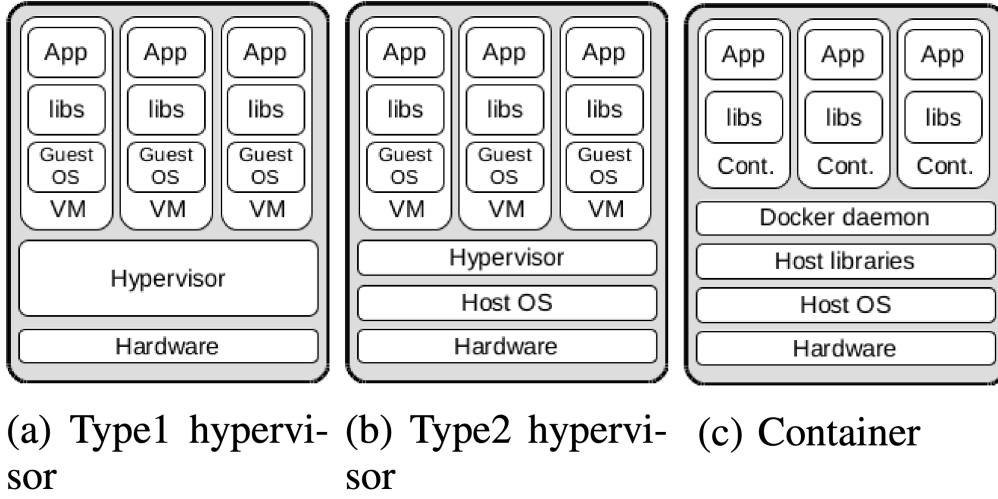 App App App
libs libs libs
Guest OS Guest OS Guest OS
VM VM VM
Hypervisor
Hardware
(a) Type1 hypervi-
sor
App App App
libs libs libs
Guest OS Guest OS Guest OS
VM VM VM
Hypervisor
Host OS
Hardware
(b) Type2 hypervi-
sor
App App App
libs libs libs
Cont. Cont. Cont.
Docker daemon
Host libraries
Host OS
Hardware
(c) Container